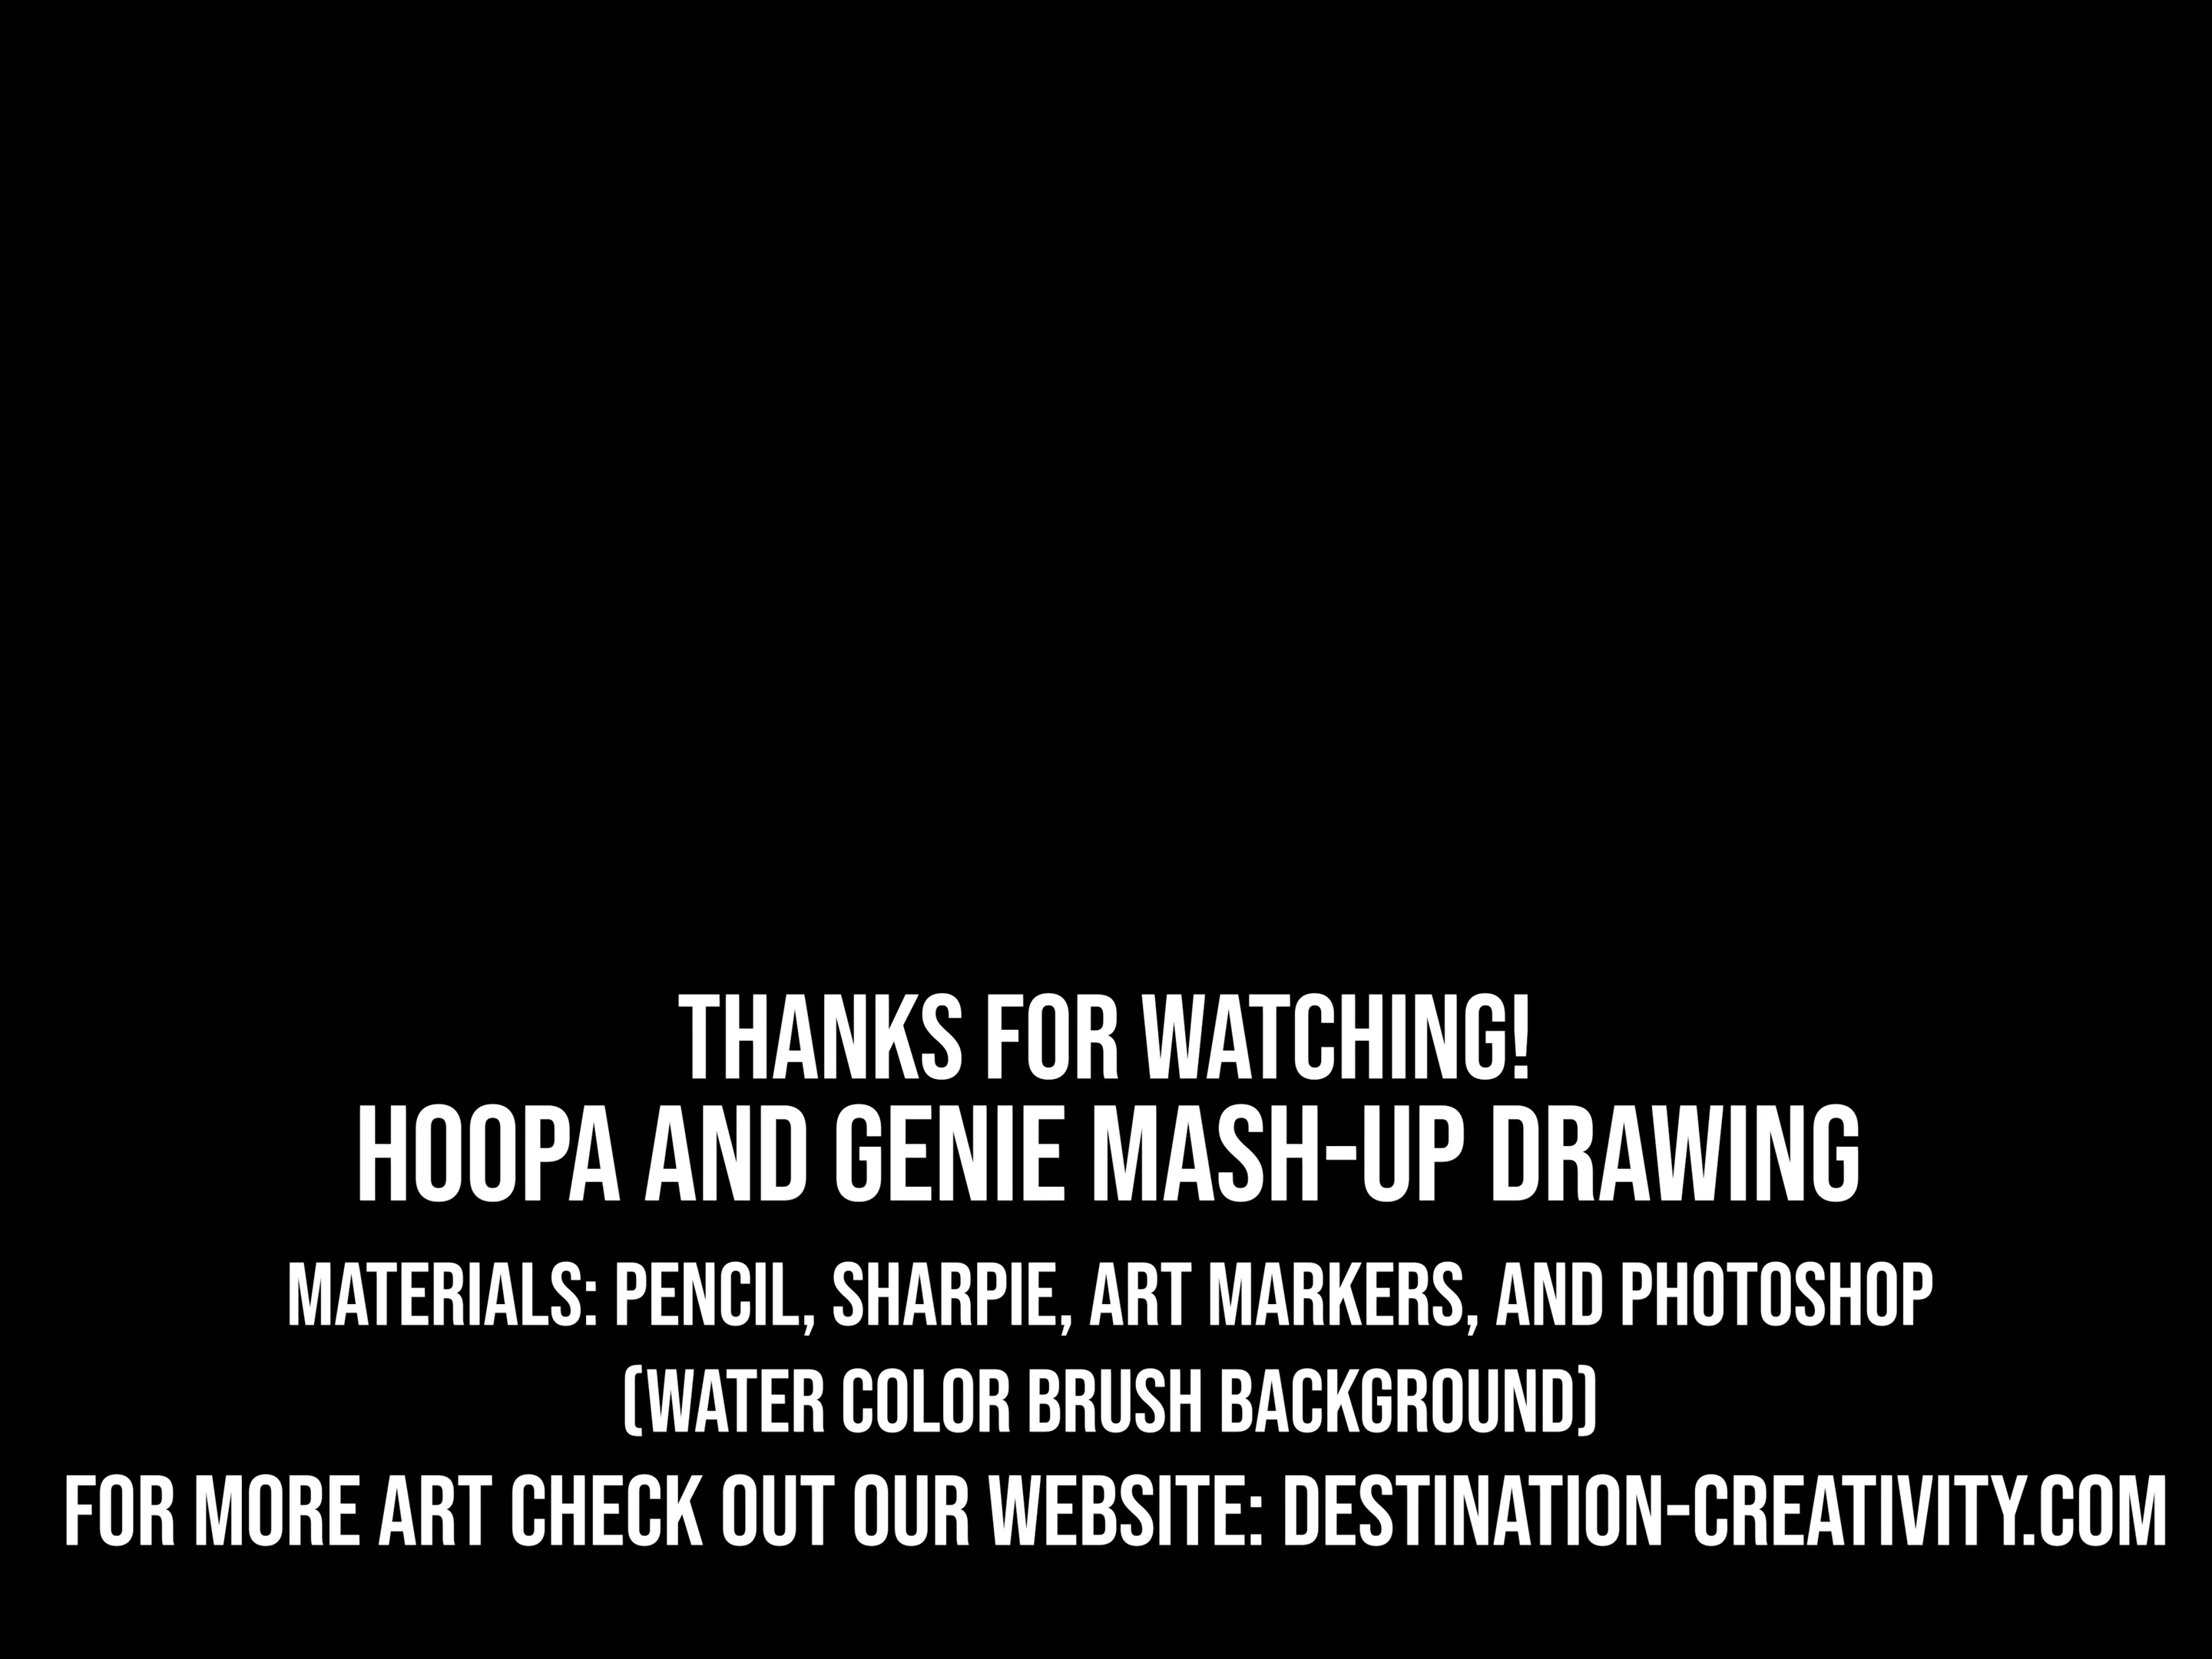 THANKS FOR WATCHING!
HOOPA AND GENIE MASH-UP DRAWING
MATERIALS: PENCIL, SHARPIE, ART MARKERS, AND PHOTOSHOP
(WATER COLOR BRUSH BACKGROUND)
FOR MORE ART CHECK OUT OUR WEBSITE: DESTINATION-CREATIVITY.COM